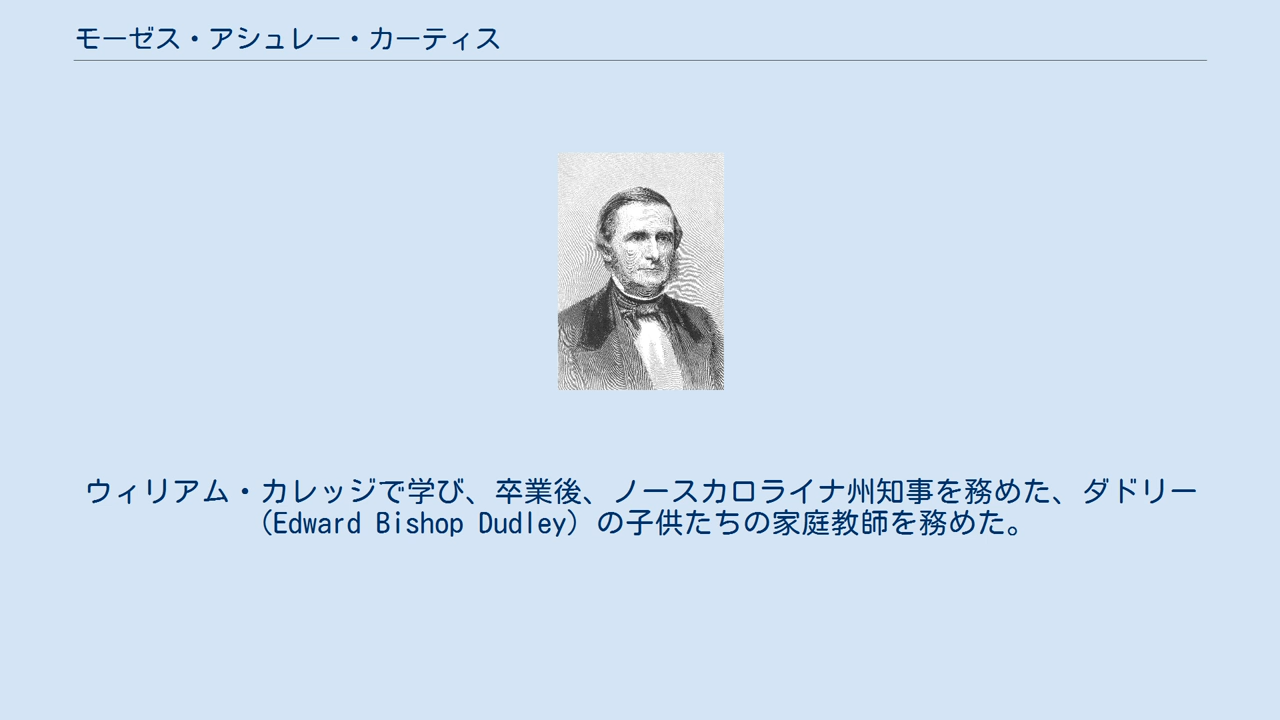 モーゼス・アシュレー・カーティス
ウィリアム・カレッジで学び、卒業後、ノースカロライナ州知事を務めた、ダドリー
（Edward Bishop Dudley）の子供たちの家庭教師を務めた。